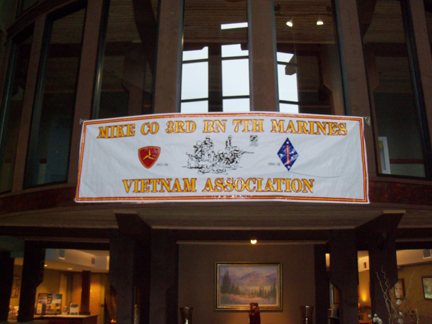 MIKE CO 3RD BN 7TH MARINES
VIETNAM ASSOCIATION